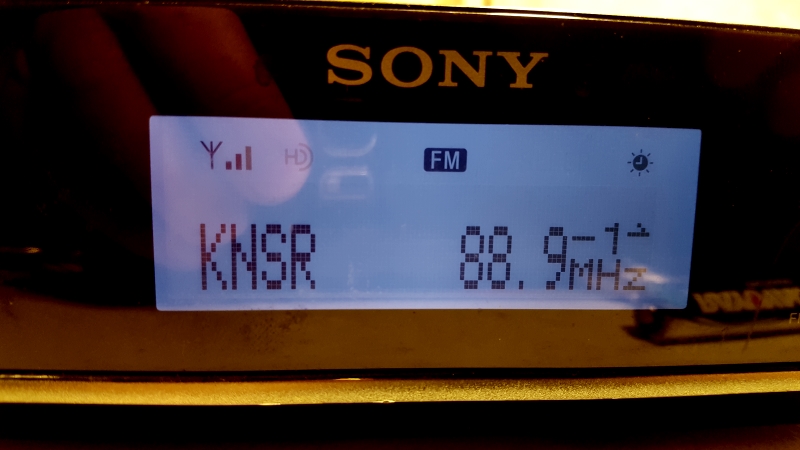 SONY
HD FM
KNSR 88.9-1
MHz